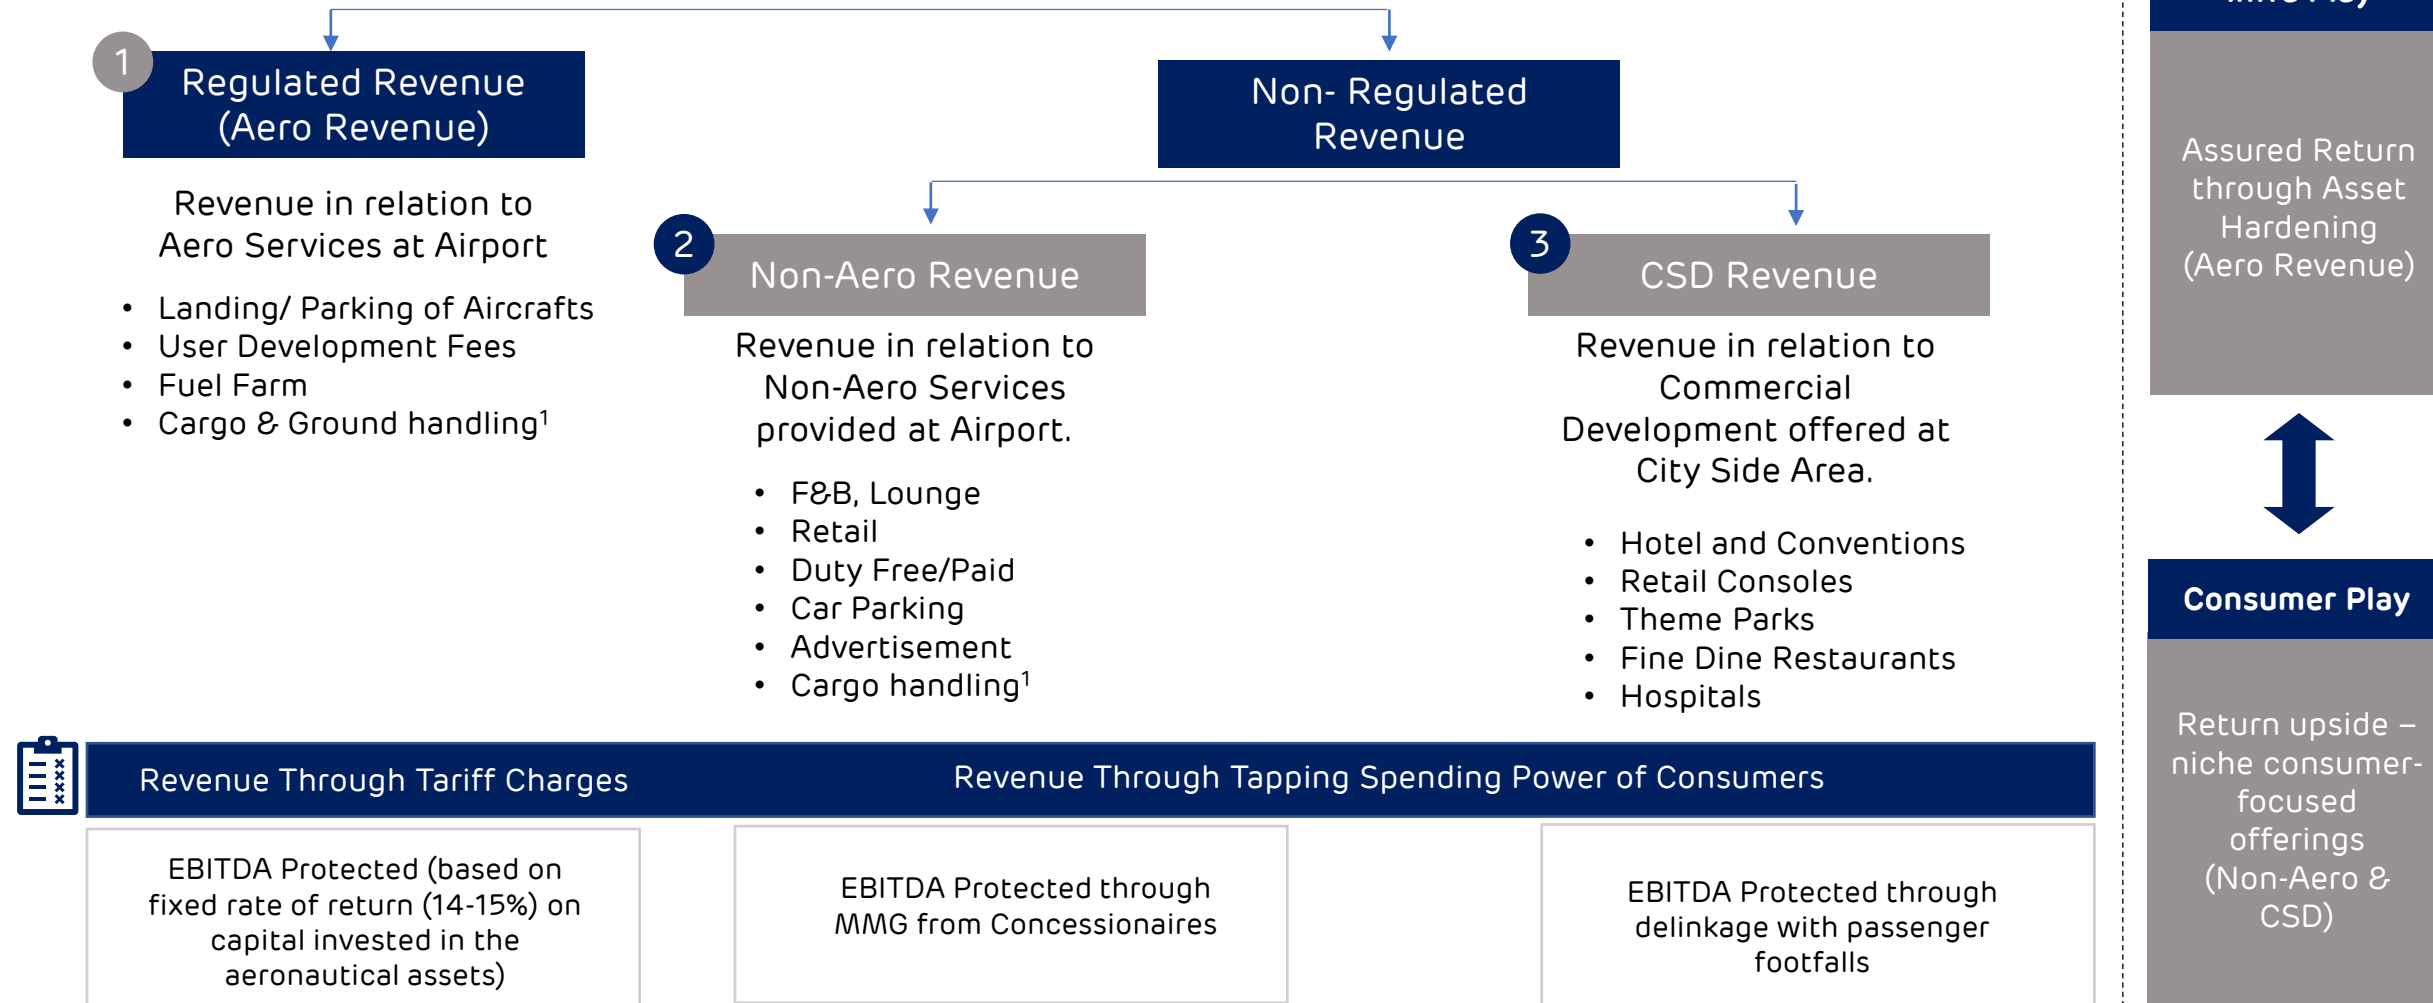 1
Regulated Revenue
(Aero Revenue)
Revenue in relation to
Aero Services at Airport
• Landing/ Parking of Aircrafts
• User Development Fees
• Fuel Farm
• Cargo & Ground handling¹
Non- Regulated
Revenue
2
Non-Aero Revenue
Revenue in relation to
Non-Aero Services
provided at Airport.
• F&B, Lounge
• Retail
• Duty Free/Paid
• Car Parking
• Advertisement
• Cargo handling¹
3
CSD Revenue
Revenue in relation to
Commercial
Development offered at
City Side Area.
• Hotel and Conventions
• Retail Consoles
• Theme Parks
• Fine Dine Restaurants
• Hospitals
Revenue Through Tariff Charges
Revenue Through Tapping Spending Power of Consumers
EBITDA Protected (based on
fixed rate of return (14-15%) on
capital invested in the
aeronautical assets)
EBITDA Protected through
MMG from Concessionaires
EBITDA Protected through
delinkage with passenger
footfalls
Play
Assured Return
through Asset
Hardening
(Aero Revenue)
Consumer Play
Return upside –
niche consumer-
focused
offerings
(Non-Aero &
CSD)